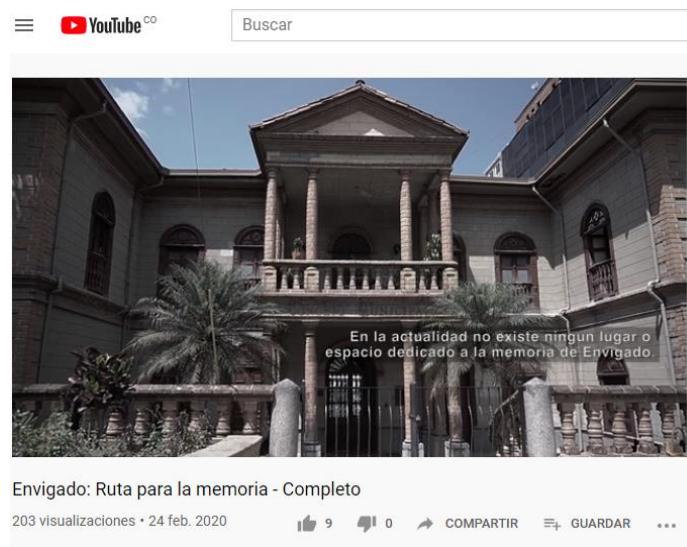 YouTube CO
Buscar
En la actualidad no existe ningun lugar o
espacio dedicado a la memoria de Envigado.
Envigado: Ruta para la memoria - Completo
203 visualizaciones • 24 feb. 2020
9
0
COMPARTIR
GUARDAR